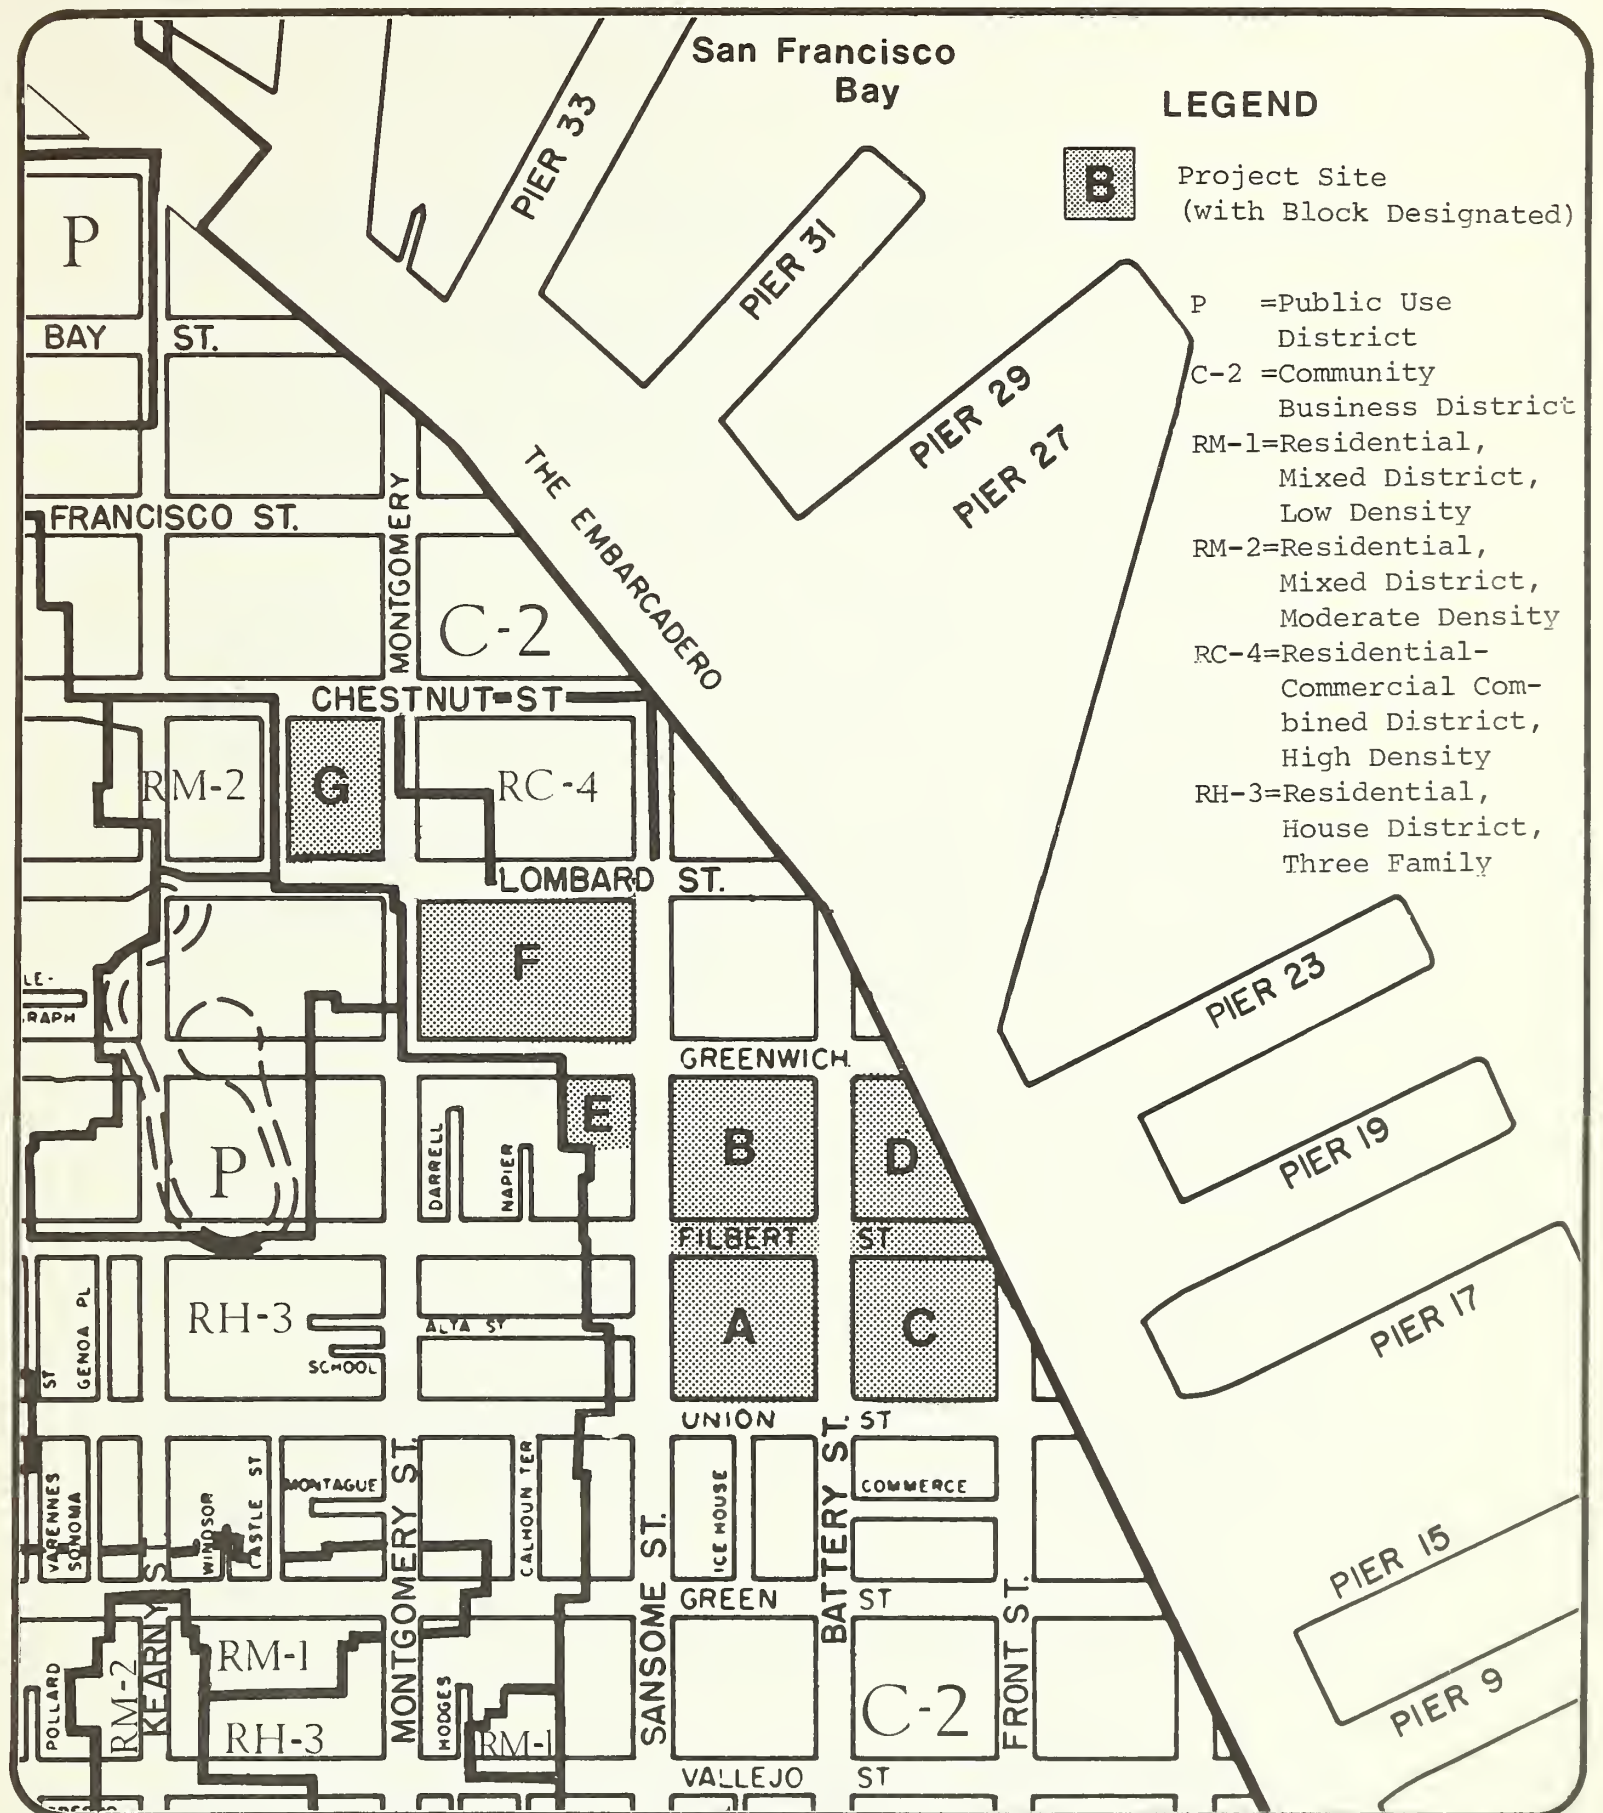 San Francisco
Bay
LEGEND
B
Project Site
(with Block Designated)
P =Public Use
District
C-2 =Community
Business District
RM-1=Residential,
Mixed District,
Low Density
RM-2=Residential,
Mixed District,
Moderate Density
RC-4=Residential-
Commercial Com-
bined District,
High Density
RH-3=Residential,
House District,
Three Family
PIER 33
PIER 31
PIER 29
PIER 27
PIER 23
PIER 19
PIER 17
PIER 15
PIER 9
THE EMBARCADERO
P
BAY ST.
FRANCISCO ST.
MONTGOMERY
C-2
CHESTNUT ST
RM-2
G
RC-4
LOMBARD ST.
F
LE-
RAPH
GREENWICH
E
B
D
DARRELL
NAPIER
P
FILBERT ST
RH-3
ALTA ST
SCHOOL
A
C
ST
GENOA PL
UNION ST
VARENNES
SONOMA
WINDSOR
CASTLE ST
MONTAGUE
MONTGOMERY ST.
CALHOUN TER
ICE HOUSE
BATTERY ST.
COMMERCE
SANSOME ST.
GREEN ST
FRONT ST.
KEARNY ST.
POLLARD
RM-2
RM-1
RH-3
HODGES
RM-1
C-2
VALLEJO ST